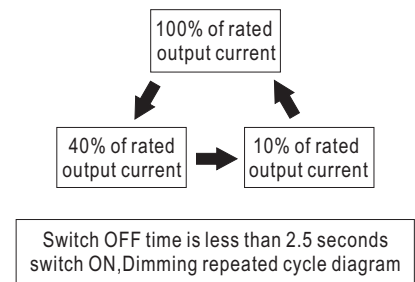 100% of rated
output current
40% of rated
output current
10% of rated
output current
Switch OFF time is less than 2.5 seconds
switch ON,Dimming repeated cycle diagram